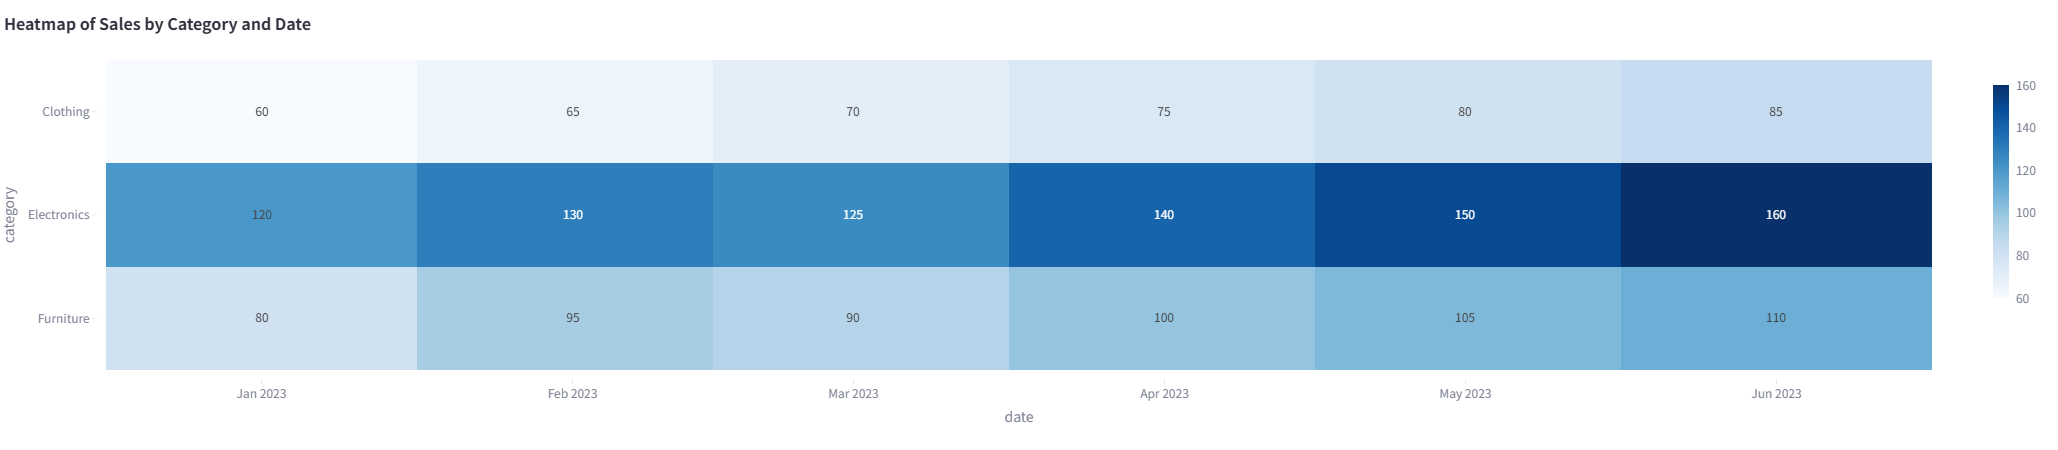 Heatmap of Sales by Category and Date
Clothing 60 65 70 75 80 85
Electronics 120 130 125 140 150 160
Furniture 80 95 90 100 105 110
Jan 2023 Feb 2023 Mar 2023 Apr 2023 May 2023 Jun 2023
date
category
160
140
120
100
80
60